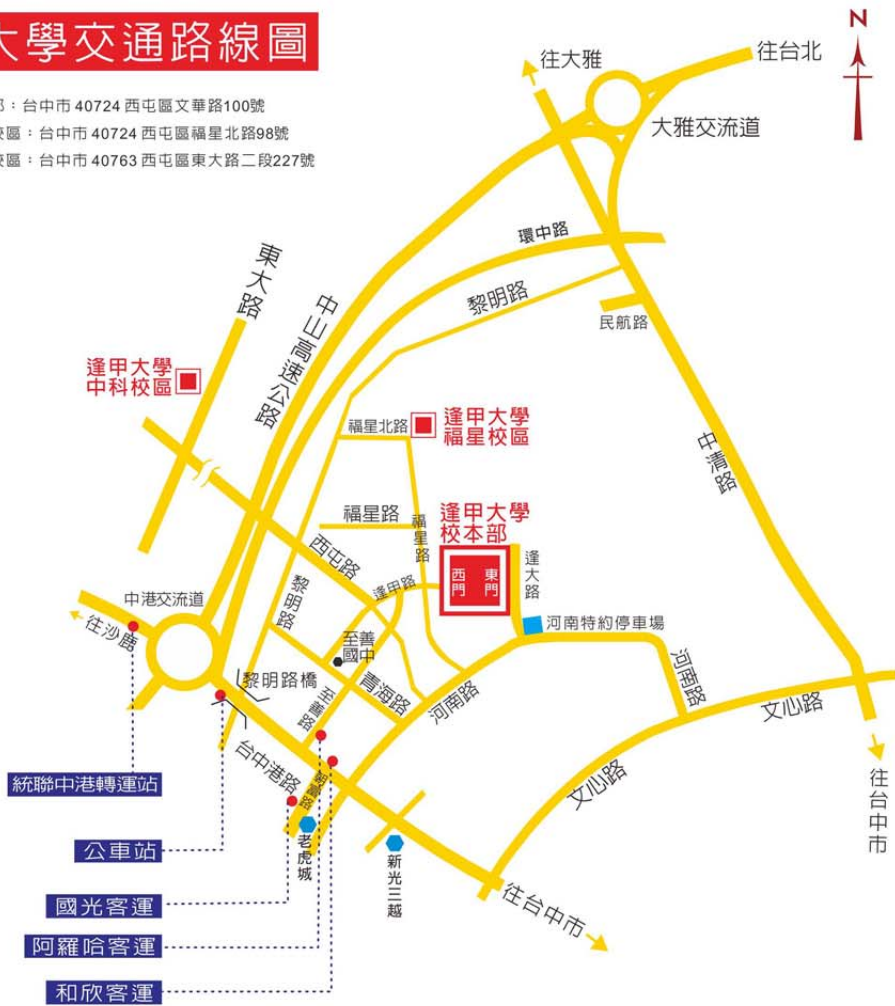 大學交通路線圖
部：台中市 40724 西屯區文華路100號
校區：台中市 40724 西屯區福星北路98號
校區：台中市 40763 西屯區東大路二段227號
N
往大雅
往台北
大雅交流道
環中路
東大路
中山高速公路
黎明路
民航路
逢甲大學
中科校區
福星北路
逢甲大學
福星校區
中清路
福星路
福星路
逢甲大學
校本部
西門
東門
逢大路
西屯路
逢甲路
黎明路
中港交流道
往沙鹿
至善
國中
河南特約停車場
黎明路橋
至善路
青海路
河南路
河南路
文心路
台中港路
朝富路
文心路
往台中市
統聯中港轉運站
公車站
老虎城
新光三越
國光客運
往台中市
阿羅哈客運
和欣客運